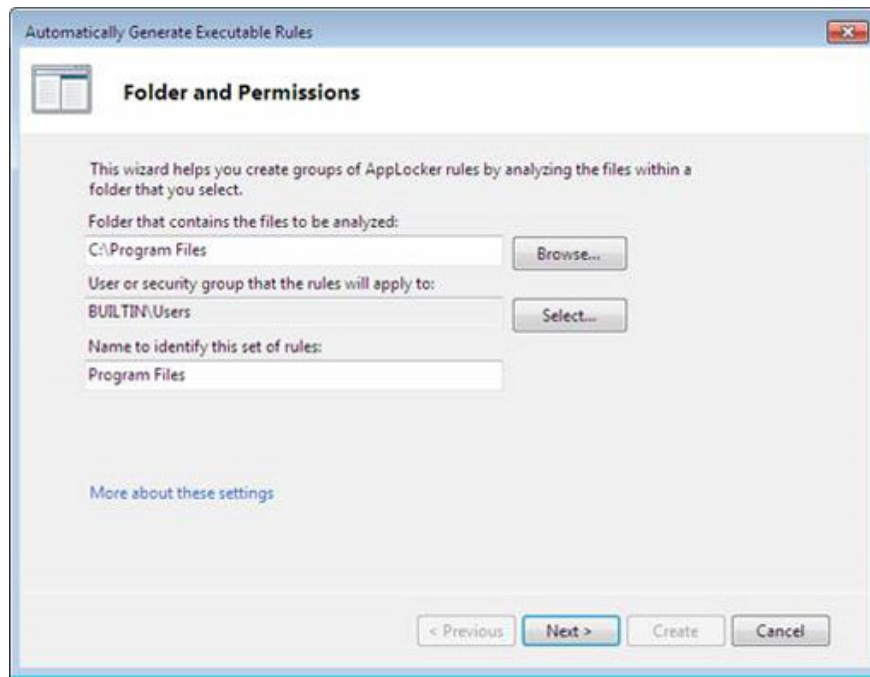 Automatically Generate Executable Rules
Folder and Permissions
This wizard helps you create groups of AppLocker rules by analyzing the files within a
folder that you select.
Folder that contains the files to be analyzed:
C:\Program Files
Browse...
User or security group that the rules will apply to:
BUILTIN\Users
Select...
Name to identify this set of rules:
Program Files
More about these settings
< Previous
Next >
Create
Cancel